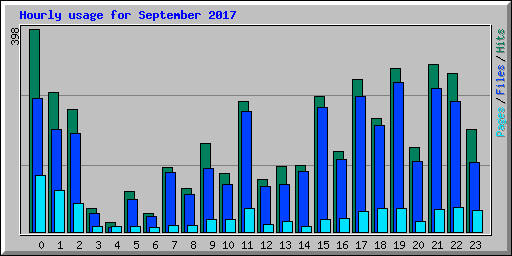 Hourly usage for September 2017
398
Pages/Files/Hits
0 1 2 3 4 5 6 7 8 9 10 11 12 13 14 15 16 17 18 19 20 21 22 23